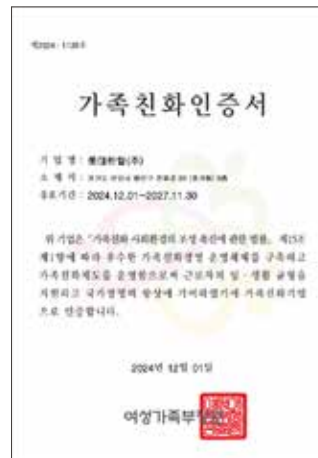 가족친화인증서
기 업 명 :
소 재 지 :
유효기간 : 2024.12.01~2027.11.30
위 기업은 「가족친화 사회환경의 조성 촉진에 관한 법률」 제15조
제1항에 따라 우수한 가족친화경영 운영체제를 구축하고
가족친화제도를 운영함으로써 근로자의 일·생활 균형을
지원하고 국가경쟁력 향상에 기여하였기에 가족친화기업
으로 인증합니다.
2024년 12월 01일
여성가족부장관